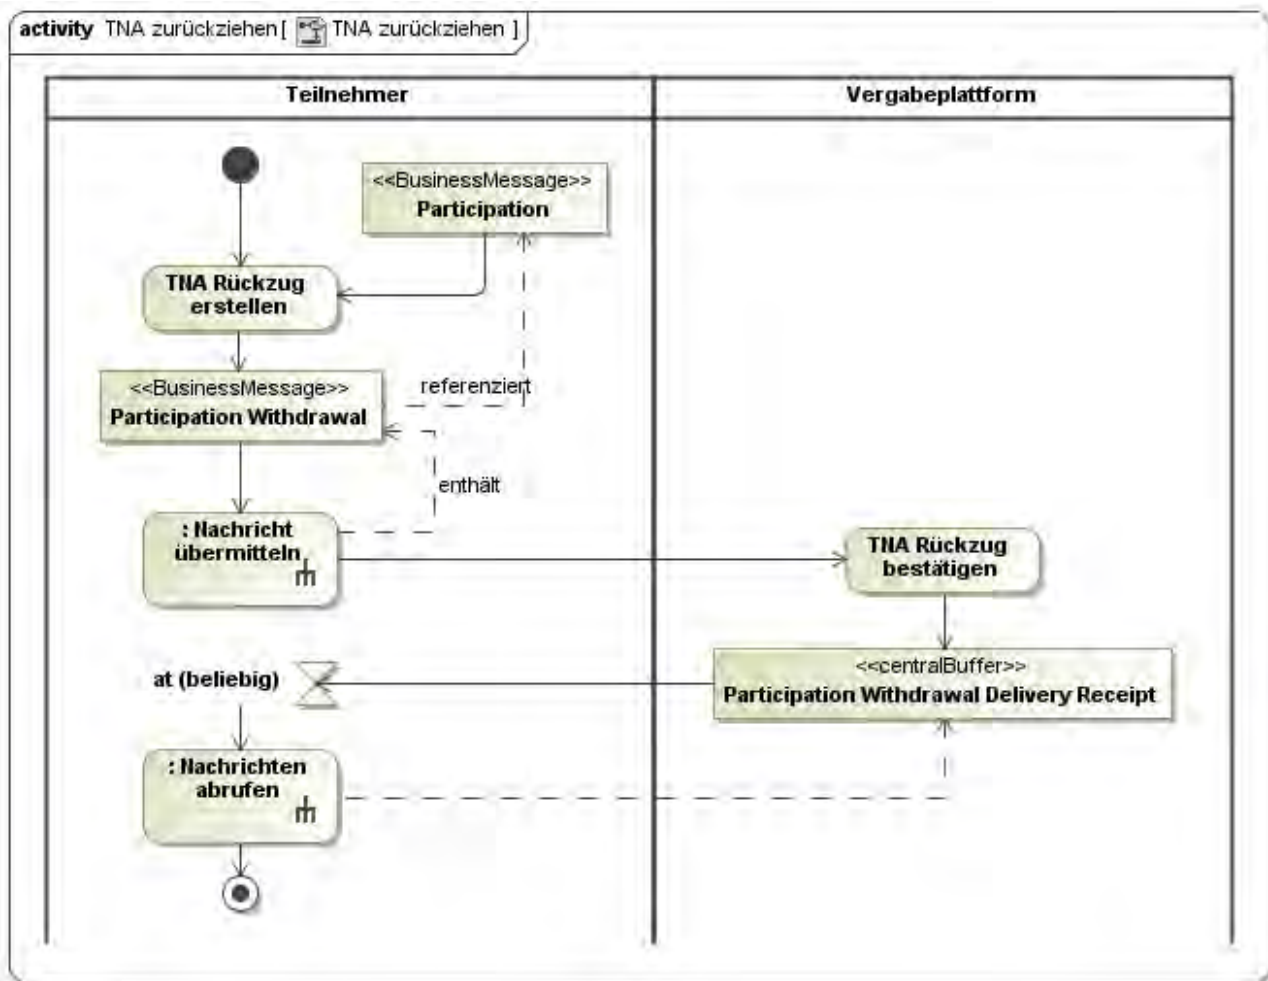 activity TNA zurückziehen [ TNA zurückziehen ]
Teilnehmer
Vergabeplattform
<<BusinessMessage>>
Participation
TNA Rückzug
erstellen
<<BusinessMessage>>
Participation Withdrawal
referenziert
enthält
: Nachricht
übermitteln
TNA Rückzug
bestätigen
at (beliebig)
<<centralBuffer>>
Participation Withdrawal Delivery Receipt
: Nachrichten
abrufen